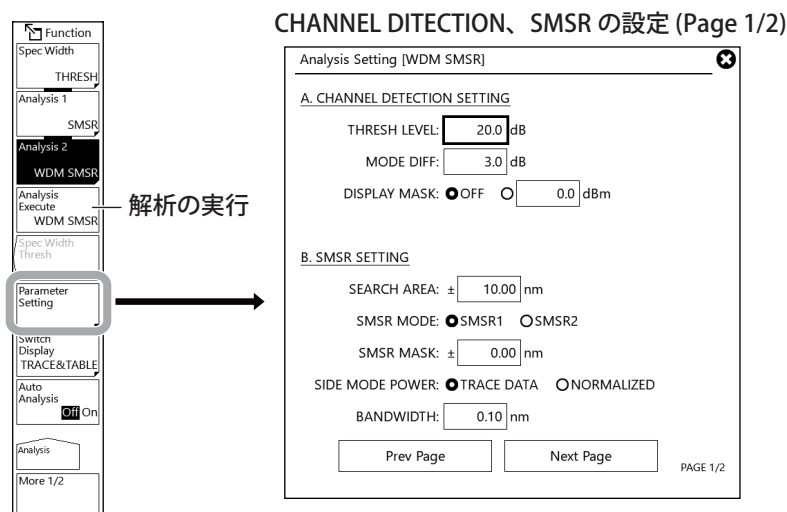 CHANNEL DITECTION、SMSR の設定 (Page 1/2)
Function
Spec Width
THRESH
Analysis 1
SMSR
Analysis 2
WDM SMSR
Analysis
Execute
WDM SMSR
解析の実行
Spec Width
Thresh
Parameter
Setting
Switch
Display
TRACE&TABLE
Auto
Analysis
Off On
Analysis
More 1/2
Analysis Setting [WDM SMSR]
A. CHANNEL DETECTION SETTING
THRESH LEVEL: 20.0 dB
MODE DIFF: 3.0 dB
DISPLAY MASK: OFF 0.0 dBm
B. SMSR SETTING
SEARCH AREA: ± 10.00 nm
SMSR MODE: SMSR1 SMSR2
SMSR MASK: ± 0.00 nm
SIDE MODE POWER: TRACE DATA NORMALIZED
BANDWIDTH: 0.10 nm
Prev Page Next Page
PAGE 1/2